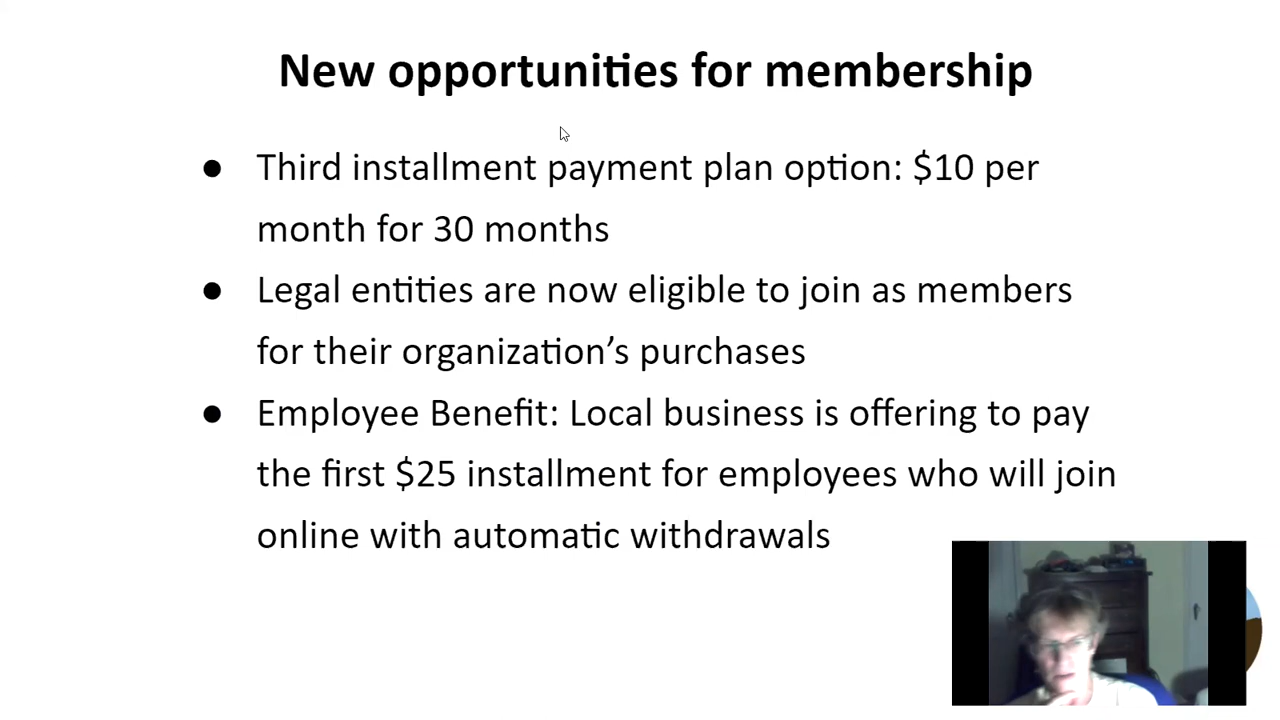 New opportunities for membership
● Third installment payment plan option: $10 per
month for 30 months
● Legal entities are now eligible to join as members
for their organization’s purchases
● Employee Benefit: Local business is offering to pay
the first $25 installment for employees who will join
online with automatic withdrawals